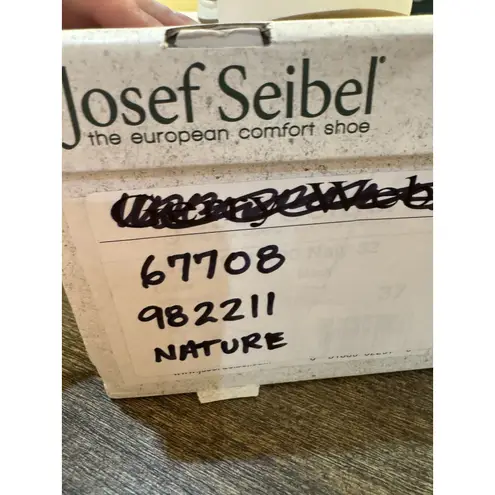 Josef Seibel
the european comfort shoe
67708
982211
NATURE